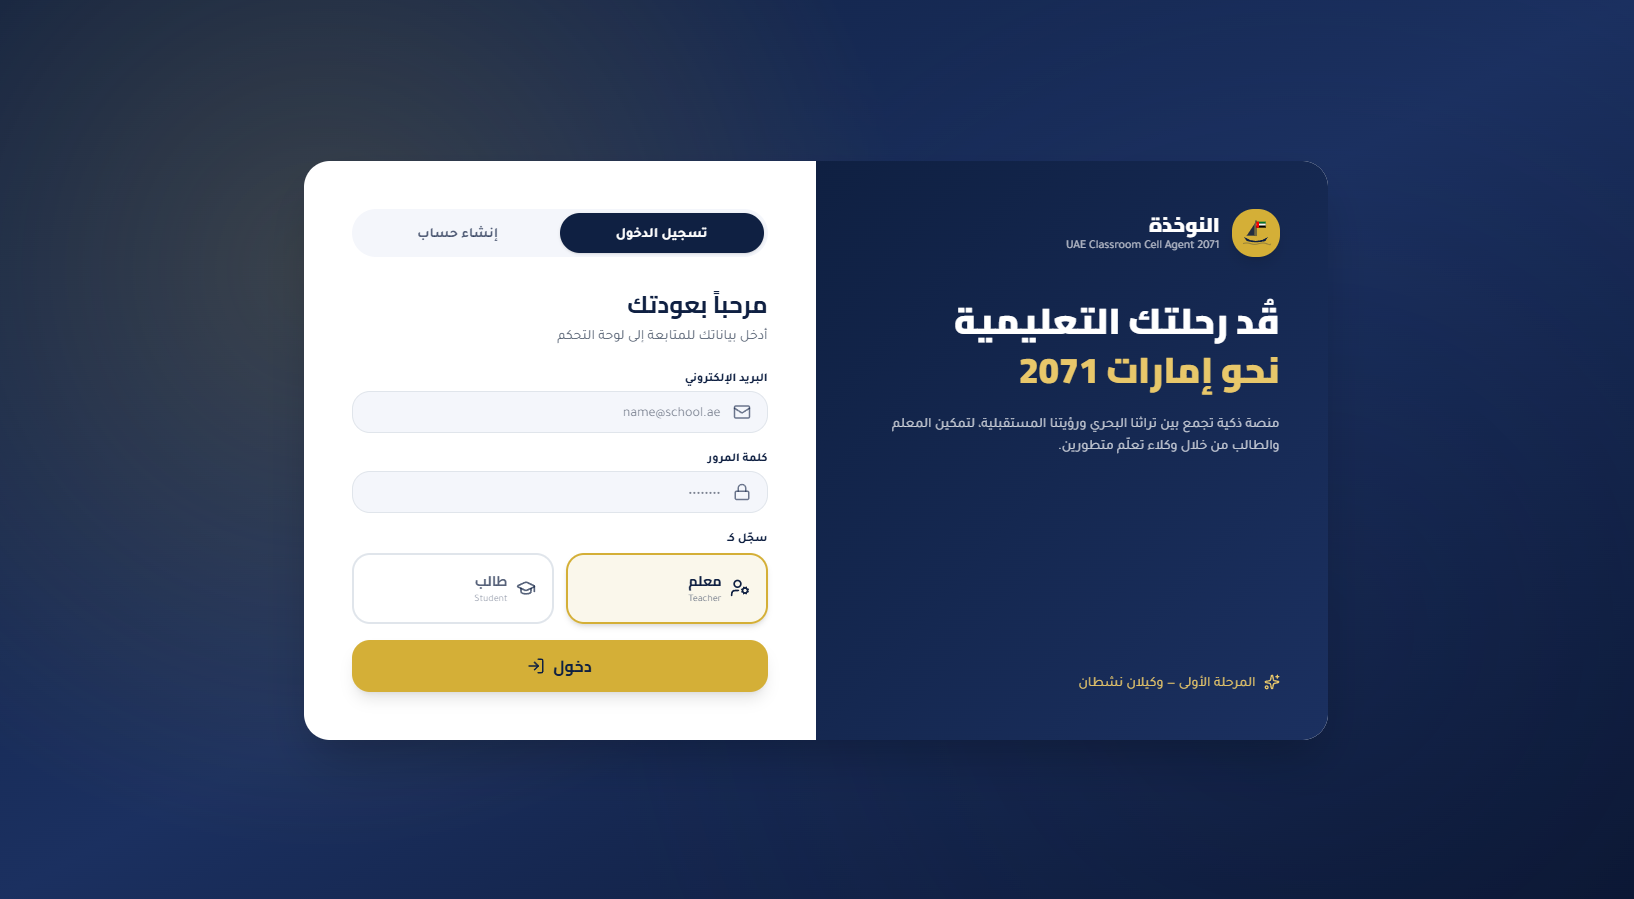 النوخذة
UAE Classroom Cell Agent 2071
قُد رحلتك التعليمية
نحو إمارات 2071
منصة ذكية تجمع بين تراثنا البحري ورؤيتنا المستقبلية، لتمكين المعلم
والطالب من خلال وكلاء تعلّم متطورين.
المرحلة الأولى – وكيلان نشطان
تسجيل الدخول
إنشاء حساب
مرحباً بعودتك
أدخل بياناتك للمتابعة إلى لوحة التحكم
البريد الإلكتروني
name@school.ae
كلمة المرور
••••••••
سجّل كـ
معلم
Teacher
طالب
Student
دخول